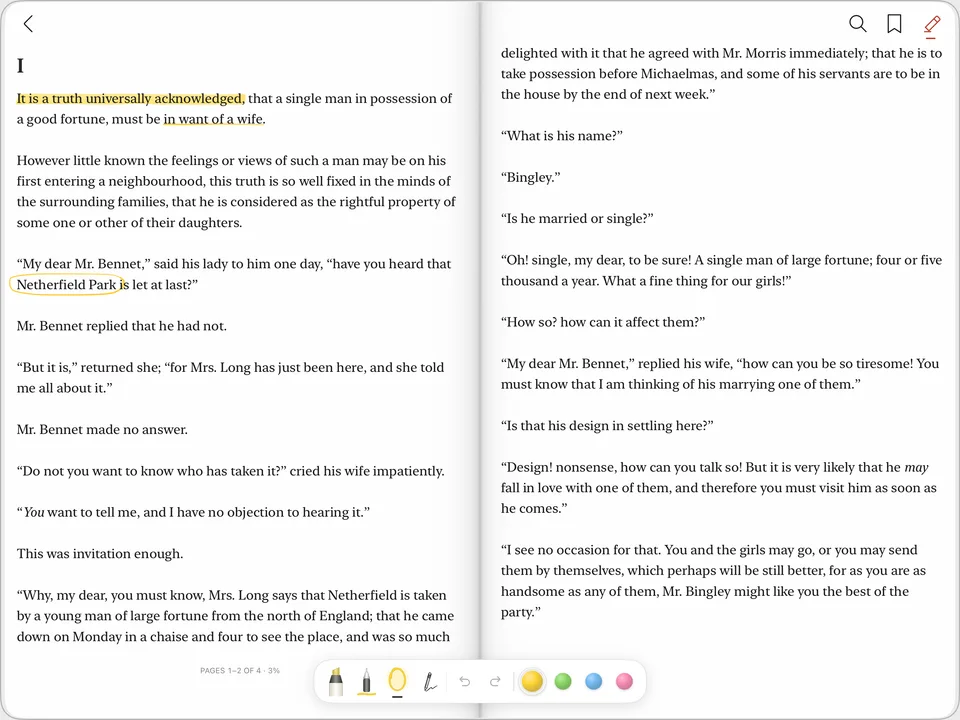 I
It is a truth universally acknowledged, that a single man in possession of
a good fortune, must be in want of a wife.
However little known the feelings or views of such a man may be on his
first entering a neighbourhood, this truth is so well fixed in the minds of
the surrounding families, that he is considered as the rightful property of
some one or other of their daughters.
“My dear Mr. Bennet,” said his lady to him one day, “have you heard that
Netherfield Park is let at last?”
Mr. Bennet replied that he had not.
“But it is,” returned she; “for Mrs. Long has just been here, and she told
me all about it.”
Mr. Bennet made no answer.
“Do not you want to know who has taken it?” cried his wife impatiently.
“You want to tell me, and I have no objection to hearing it.”
This was invitation enough.
“Why, my dear, you must know, Mrs. Long says that Netherfield is taken
by a young man of large fortune from the north of England; that he came
down on Monday in a chaise and four to see the place, and was so much
PAGES 1–2 OF 4 · 3%
delighted with it that he agreed with Mr. Morris immediately; that he is to
take possession before Michaelmas, and some of his servants are to be in
the house by the end of next week.”
“What is his name?”
“Bingley.”
“Is he married or single?”
“Oh! single, my dear, to be sure! A single man of large fortune; four or five
thousand a year. What a fine thing for our girls!”
“How so? how can it affect them?”
“My dear Mr. Bennet,” replied his wife, “how can you be so tiresome! You
must know that I am thinking of his marrying one of them.”
“Is that his design in settling here?”
“Design! nonsense, how can you talk so! But it is very likely that he may
fall in love with one of them, and therefore you must visit him as soon as
he comes.”
“I see no occasion for that. You and the girls may go, or you may send
them by themselves, which perhaps will be still better, for as you are as
handsome as any of them, Mr. Bingley might like you the best of the
party.”